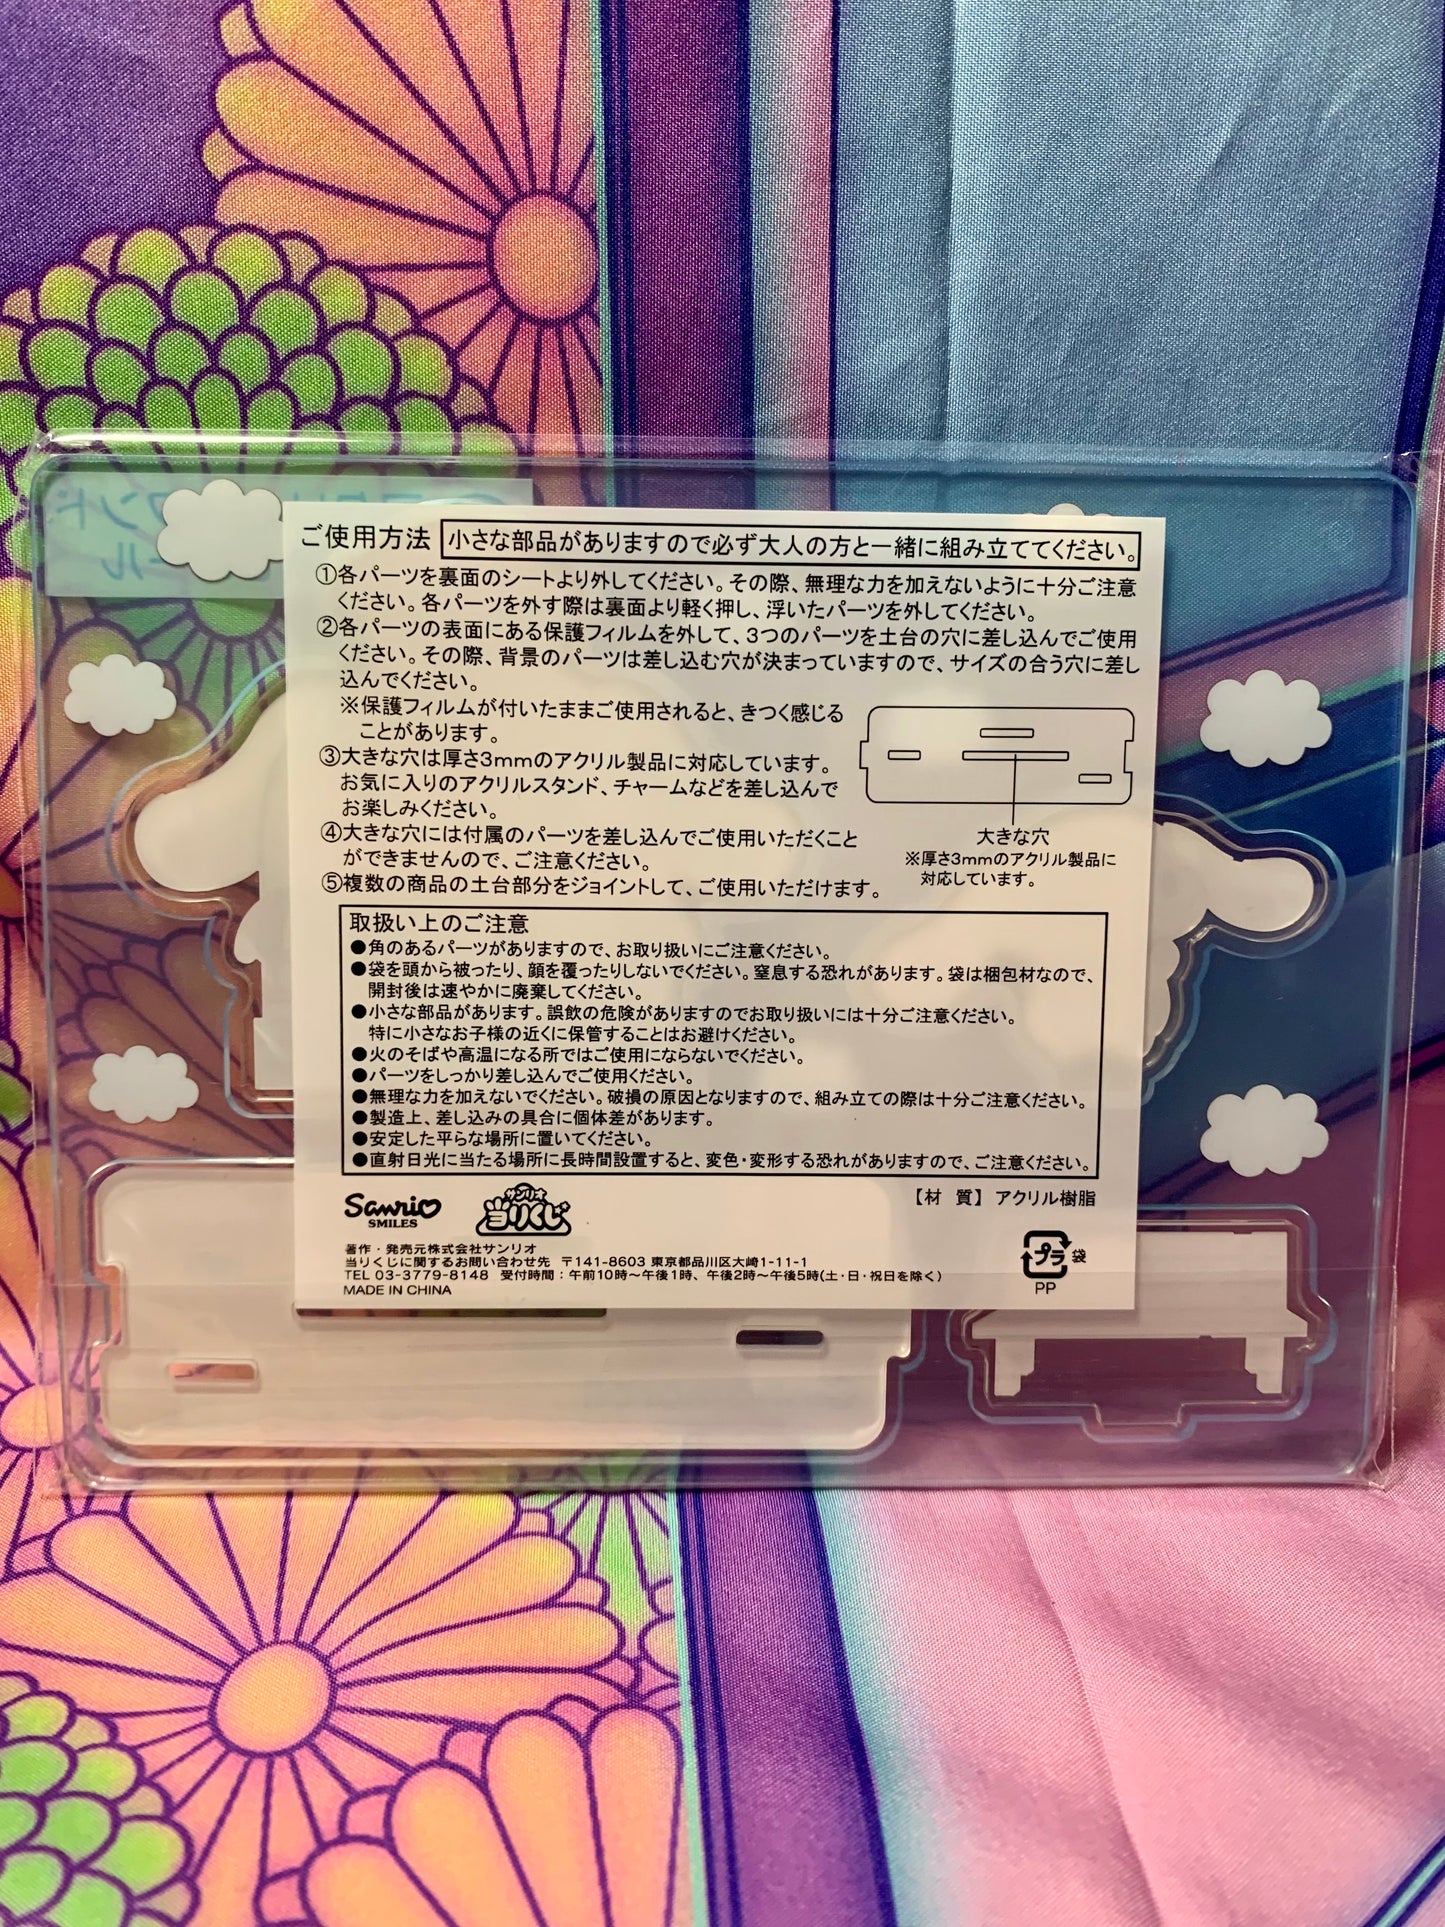 ご使用方法 小さな部品がありますので必ず大人の方と一緒に組み立ててください。
①各パーツを裏面のシートより外してください。その際、無理な力を加えないように十分ご注意
ください。各パーツを外す際は裏面より軽く押し、浮いたパーツを外してください。
②各パーツの表面にある保護フィルムを外して、3つのパーツを土台の穴に差し込んでご使用
ください。その際、背景のパーツは差し込む穴が決まっていますので、サイズの合う穴に差し
込んでください。
※保護フィルムが付いたままご使用されると、きつく感じる
ことがあります。
③大きな穴は厚さ3mmのアクリル製品に対応しています。
お気に入りのアクリルスタンド、チャームなどを差し込んで
お楽しみください。
④大きな穴には付属のパーツを差し込んでご使用いただくこと
ができませんので、ご注意ください。
⑤複数の商品の土台部分をジョイントして、ご使用いただけます。
大きな穴
※厚さ3mmのアクリル製品に
対応しています。
取扱い上のご注意
●角のあるパーツがありますので、お取り扱いにご注意ください。
●袋を頭から被ったり、顔を覆ったりしないでください。窒息する恐れがあります。袋は梱包材なので、
開封後は速やかに廃棄してください。
●小さな部品があります。誤飲の危険がありますのでお取り扱いには十分ご注意ください。
特に小さなお子様の近くに保管することはお避けください。
●火のそばや高温になる所ではご使用にならないでください。
●パーツをしっかり差し込んでご使用ください。
●無理な力を加えないでください。破損の原因となりますので、組み立ての際は十分ご注意ください。
●製造上、差し込みの具合に個体差があります。
●安定した平らな場所に置いてください。
●直射日光に当たる場所に長時間設置すると、変色・変形する恐れがありますので、ご注意ください。
【材 質】 アクリル樹脂
Sanrio
SMILES
サンリオ
当りくじ
著作・発売元株式会社サンリオ
当りくじに関するお問い合わせ先 〒141-8603 東京都品川区大崎1-11-1
TEL 03-3779-8148 受付時間:午前10時～午後1時、午後2時～午後5時(土・日・祝日を除く)
MADE IN CHINA
プラ 袋
PP